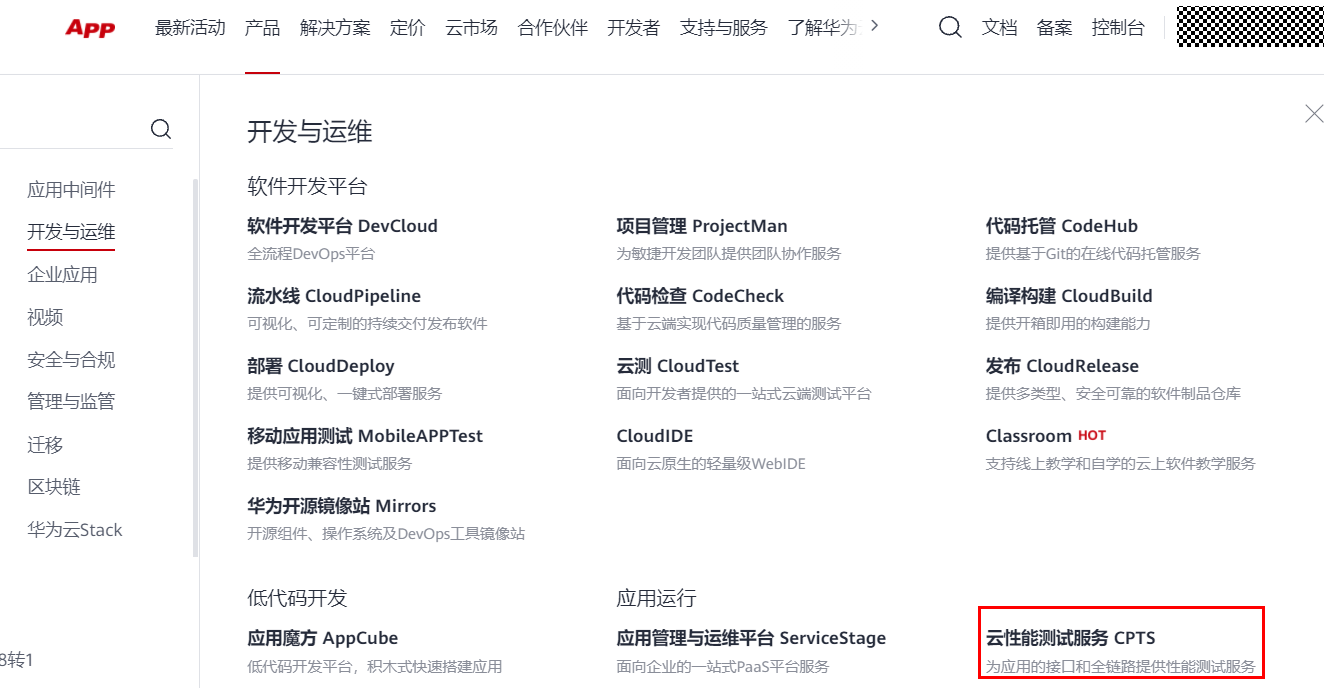 App 最新活动 产品 解决方案 定价 云市场 合作伙伴 开发者 支持与服务 了解华为 文档 备案 控制台
应用中间件
开发与运维
企业应用
视频
安全与合规
管理与监管
迁移
区块链
华为云Stack
8转1
开发与运维
软件开发平台
软件开发平台 DevCloud
全流程DevOps平台
项目管理 ProjectMan
为敏捷开发团队提供团队协作服务
代码托管 CodeHub
提供基于Git的在线代码托管服务
流水线 CloudPipeline
可视化、可定制的持续交付发布软件
代码检查 CodeCheck
基于云端实现代码质量管理的服务
编译构建 CloudBuild
提供开箱即用的构建能力
部署 CloudDeploy
提供可视化、一键式部署服务
云测 CloudTest
面向开发者提供的一站式云端测试平台
发布 CloudRelease
提供多类型、安全可靠的软件制品仓库
移动应用测试 MobileAPPTest
提供移动兼容性测试服务
CloudIDE
面向云原生的轻量级WebIDE
Classroom HOT
支持线上教学和自学的云上软件教学服务
华为开源镜像站 Mirrors
开源组件、操作系统及DevOps工具镜像站
低代码开发
应用魔方 AppCube
低代码开发平台，积木式快速搭建应用
应用运行
应用管理与运维平台 ServiceStage
面向企业的一站式PaaS平台服务
云性能测试服务 CPTS
为应用的接口和全链路提供性能测试服务